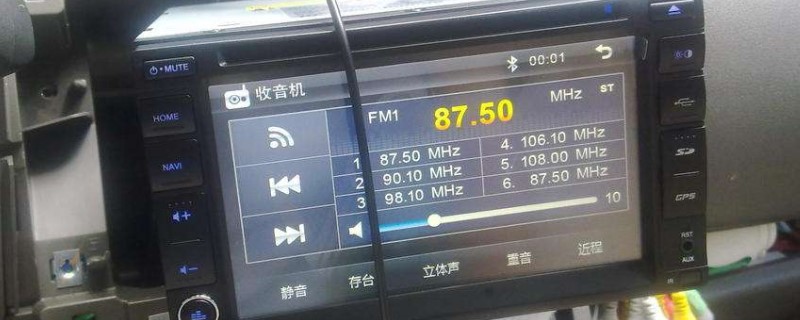 MUTE
HOME
NAVI
00:01
收音机
FM1
87.50
MHz
ST
1 87.50 MHz
2 90.10 MHz
3 98.10 MHz
4. 106.10 MHz
5. 108.00 MHz
6. 87.50 MHz
10
静音 存台 立体声 重音 近程
SD
GPS
RST
AUX